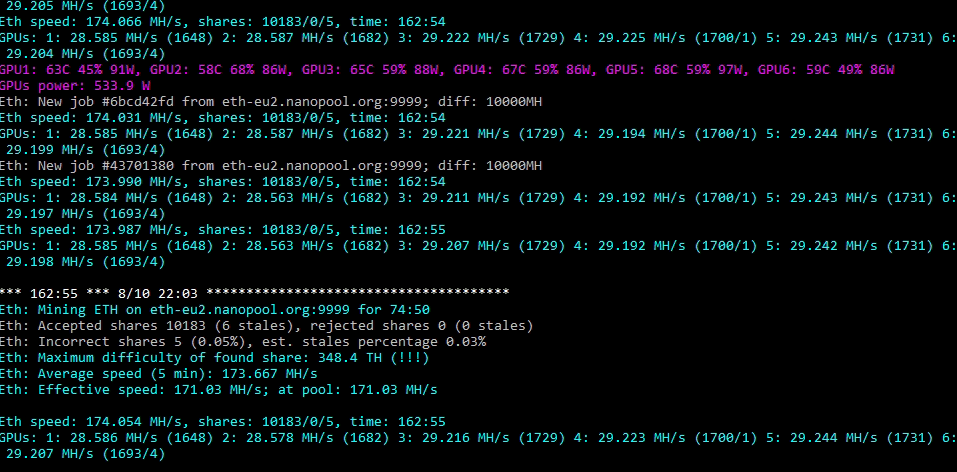 29.205 MH/s (1693/4)
Eth speed: 174.066 MH/s, shares: 10183/0/5, time: 162:54
GPUs: 1: 28.585 MH/s (1648) 2: 28.587 MH/s (1682) 3: 29.222 MH/s (1729) 4: 29.225 MH/s (1700/1) 5: 29.243 MH/s (1731) 6:
29.204 MH/s (1693/4)
GPU1: 63C 45% 91W, GPU2: 58C 68% 86W, GPU3: 65C 59% 88W, GPU4: 67C 59% 86W, GPU5: 68C 59% 97W, GPU6: 59C 49% 86W
GPUs power: 533.9 W
Eth: New job #6bcd42fd from eth-eu2.nanopool.org:9999; diff: 10000MH
Eth speed: 174.031 MH/s, shares: 10183/0/5, time: 162:54
GPUs: 1: 28.585 MH/s (1648) 2: 28.587 MH/s (1682) 3: 29.221 MH/s (1729) 4: 29.194 MH/s (1700/1) 5: 29.244 MH/s (1731) 6:
29.199 MH/s (1693/4)
Eth: New job #43701380 from eth-eu2.nanopool.org:9999; diff: 10000MH
Eth speed: 173.990 MH/s, shares: 10183/0/5, time: 162:54
GPUs: 1: 28.584 MH/s (1648) 2: 28.563 MH/s (1682) 3: 29.211 MH/s (1729) 4: 29.192 MH/s (1700/1) 5: 29.243 MH/s (1731) 6:
29.197 MH/s (1693/4)
Eth speed: 173.987 MH/s, shares: 10183/0/5, time: 162:55
GPUs: 1: 28.585 MH/s (1648) 2: 28.563 MH/s (1682) 3: 29.207 MH/s (1729) 4: 29.192 MH/s (1700/1) 5: 29.242 MH/s (1731) 6:
29.198 MH/s (1693/4)
*** 162:55 *** 8/10 22:03 **************************************
Eth: Mining ETH on eth-eu2.nanopool.org:9999 for 74:50
Eth: Accepted shares 10183 (6 stales), rejected shares 0 (0 stales)
Eth: Incorrect shares 5 (0.05%), est. stales percentage 0.03%
Eth: Maximum difficulty of found share: 348.4 TH (!!!)
Eth: Average speed (5 min): 173.667 MH/s
Eth: Effective speed: 171.03 MH/s; at pool: 171.03 MH/s
Eth speed: 174.054 MH/s, shares: 10183/0/5, time: 162:55
GPUs: 1: 28.586 MH/s (1648) 2: 28.578 MH/s (1682) 3: 29.216 MH/s (1729) 4: 29.223 MH/s (1700/1) 5: 29.244 MH/s (1731) 6:
29.207 MH/s (1693/4)